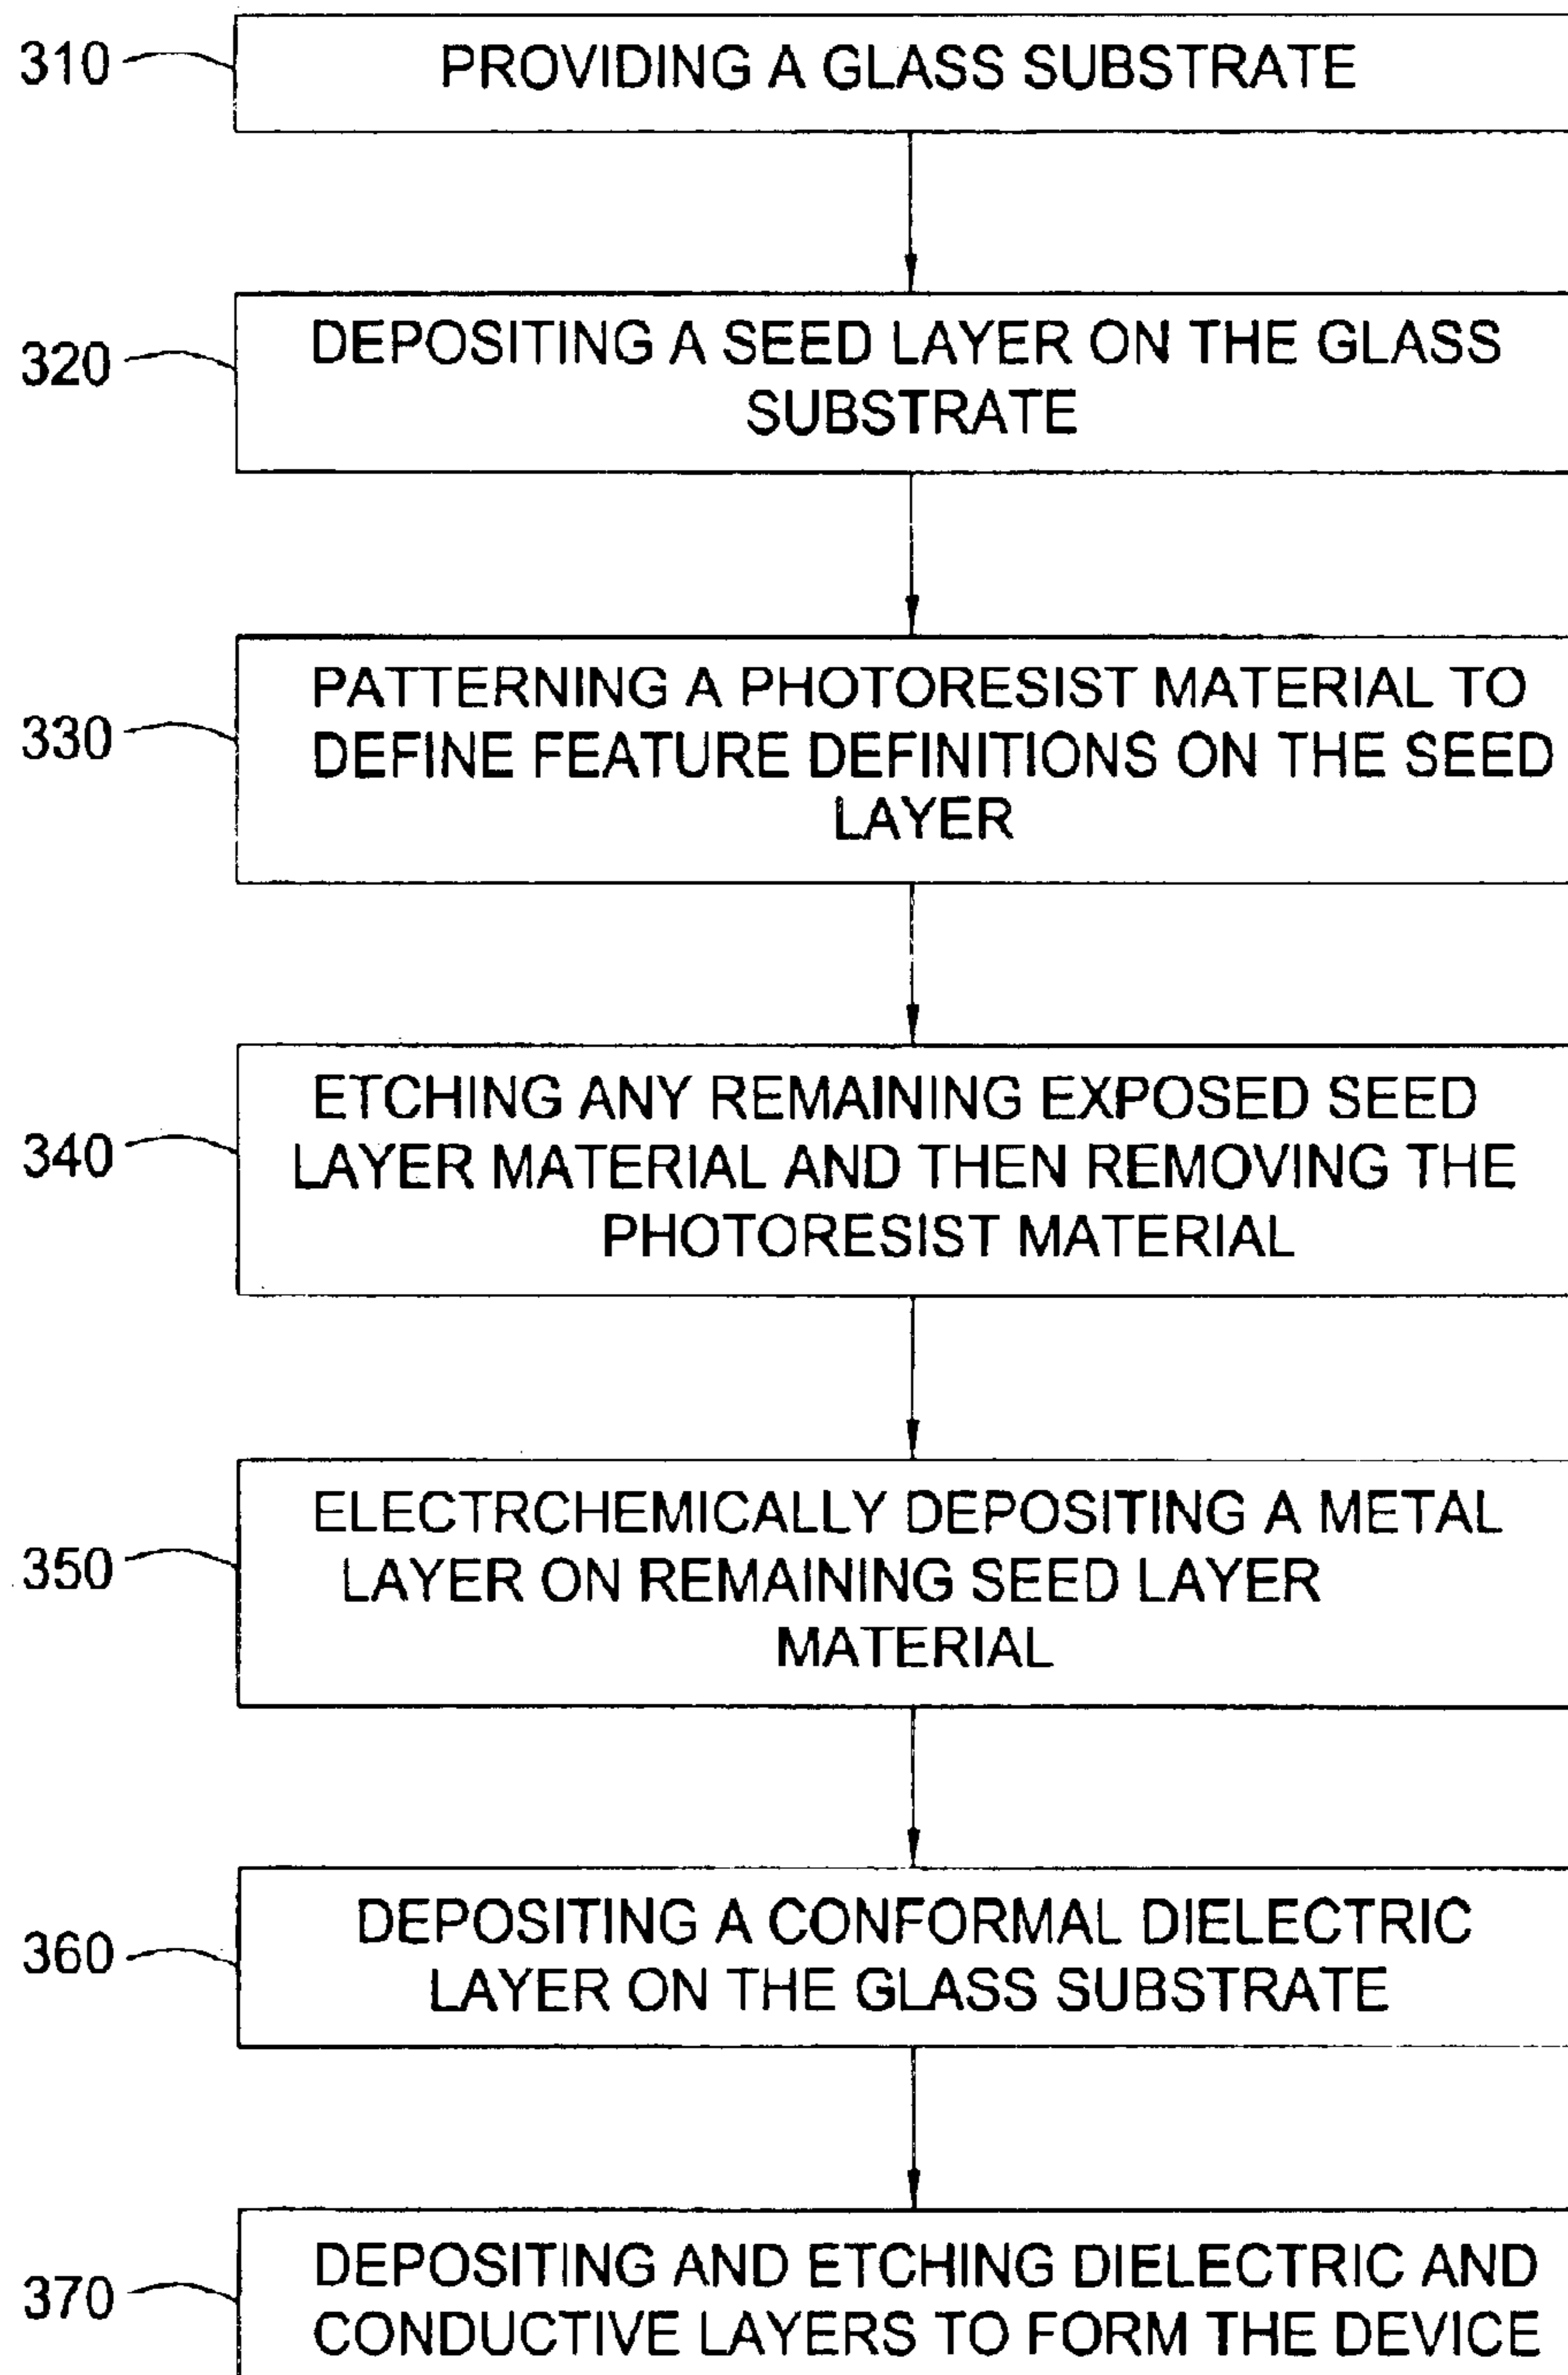 310
PROVIDING A GLASS SUBSTRATE
320
DEPOSITING A SEED LAYER ON THE GLASS
SUBSTRATE
330
PATTERNING A PHOTORESIST MATERIAL TO
DEFINE FEATURE DEFINITIONS ON THE SEED
LAYER
340
ETCHING ANY REMAINING EXPOSED SEED
LAYER MATERIAL AND THEN REMOVING THE
PHOTORESIST MATERIAL
350
ELECTRCHEMICALLY DEPOSITING A METAL
LAYER ON REMAINING SEED LAYER
MATERIAL
360
DEPOSITING A CONFORMAL DIELECTRIC
LAYER ON THE GLASS SUBSTRATE
370
DEPOSITING AND ETCHING DIELECTRIC AND
CONDUCTIVE LAYERS TO FORM THE DEVICE